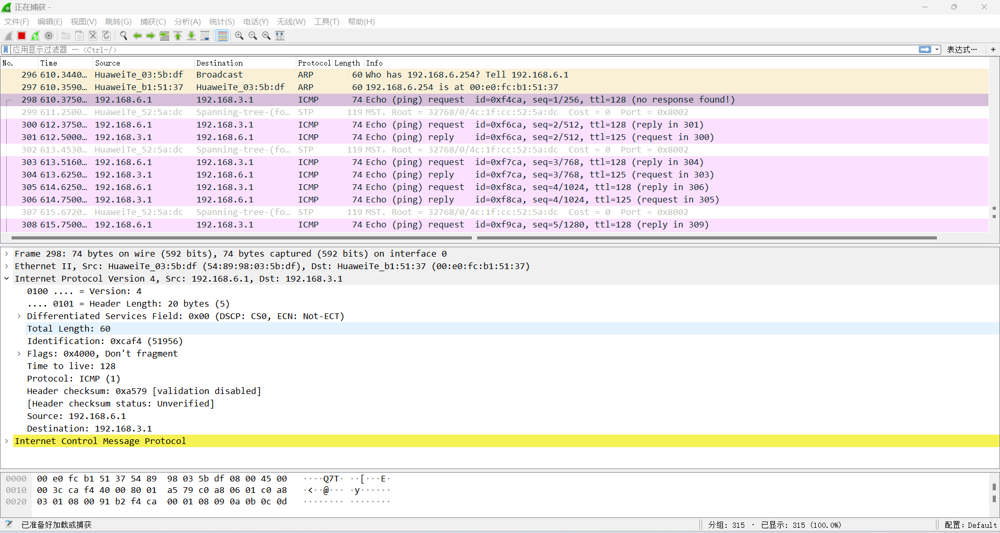 正在捕获 -
文件(F) 编辑(E) 视图(V) 跳转(G) 捕获(C) 分析(A) 统计(S) 电话(Y) 无线(W) 工具(T) 帮助(H)
应用显示过滤器 … <Ctrl-/> 表达式… +
No. Time Source Destination Protocol Length Info
296 610.3440… HuaweiTe_03:5b:df Broadcast ARP 60 Who has 192.168.6.254? Tell 192.168.6.1
297 610.3590… HuaweiTe_b1:51:37 HuaweiTe_03:5b:df ARP 60 192.168.6.254 is at 00:e0:fc:b1:51:37
298 610.3750… 192.168.6.1 192.168.3.1 ICMP 74 Echo (ping) request id=0xf4ca, seq=1/256, ttl=128 (no response found!)
299 611.2500… HuaweiTe_52:5a:dc Spanning-tree-(fo… STP 119 MST. Root = 32768/0/4c:1f:cc:52:5a:dc Cost = 0 Port = 0x8002
300 612.3750… 192.168.6.1 192.168.3.1 ICMP 74 Echo (ping) request id=0xf6ca, seq=2/512, ttl=128 (reply in 301)
301 612.5000… 192.168.3.1 192.168.6.1 ICMP 74 Echo (ping) reply id=0xf6ca, seq=2/512, ttl=125 (request in 300)
302 613.4530… HuaweiTe_52:5a:dc Spanning-tree-(fo… STP 119 MST. Root = 32768/0/4c:1f:cc:52:5a:dc Cost = 0 Port = 0x8002
303 613.5160… 192.168.6.1 192.168.3.1 ICMP 74 Echo (ping) request id=0xf7ca, seq=3/768, ttl=128 (reply in 304)
304 613.6250… 192.168.3.1 192.168.6.1 ICMP 74 Echo (ping) reply id=0xf7ca, seq=3/768, ttl=125 (request in 303)
305 614.6250… 192.168.6.1 192.168.3.1 ICMP 74 Echo (ping) request id=0xf8ca, seq=4/1024, ttl=128 (reply in 306)
306 614.7500… 192.168.3.1 192.168.6.1 ICMP 74 Echo (ping) reply id=0xf8ca, seq=4/1024, ttl=125 (request in 305)
307 615.6720… HuaweiTe_52:5a:dc Spanning-tree-(fo… STP 119 MST. Root = 32768/0/4c:1f:cc:52:5a:dc Cost = 0 Port = 0x8002
308 615.7500… 192.168.6.1 192.168.3.1 ICMP 74 Echo (ping) request id=0xf9ca, seq=5/1280, ttl=128 (reply in 309)
Frame 298: 74 bytes on wire (592 bits), 74 bytes captured (592 bits) on interface 0
Ethernet II, Src: HuaweiTe_03:5b:df (54:89:98:03:5b:df), Dst: HuaweiTe_b1:51:37 (00:e0:fc:b1:51:37)
Internet Protocol Version 4, Src: 192.168.6.1, Dst: 192.168.3.1
0100 .... = Version: 4
.... 0101 = Header Length: 20 bytes (5)
Differentiated Services Field: 0x00 (DSCP: CS0, ECN: Not-ECT)
Total Length: 60
Identification: 0xcaf4 (51956)
Flags: 0x4000, Don't fragment
Time to live: 128
Protocol: ICMP (1)
Header checksum: 0xa579 [validation disabled]
[Header checksum status: Unverified]
Source: 192.168.6.1
Destination: 192.168.3.1
Internet Control Message Protocol
0000 00 e0 fc b1 51 37 54 89 98 03 5b df 08 00 45 00 ····Q7T· ··[···E·
0010 00 3c ca f4 40 00 80 01 a5 79 c0 a8 06 01 c0 a8 ·<··@··· ·y······
0020 03 01 08 00 91 b2 f4 ca 00 01 08 09 0a 0b 0c 0d ········ ········
已准备好加载或捕获 分组: 315 · 已显示: 315 (100.0%) 配置: Default